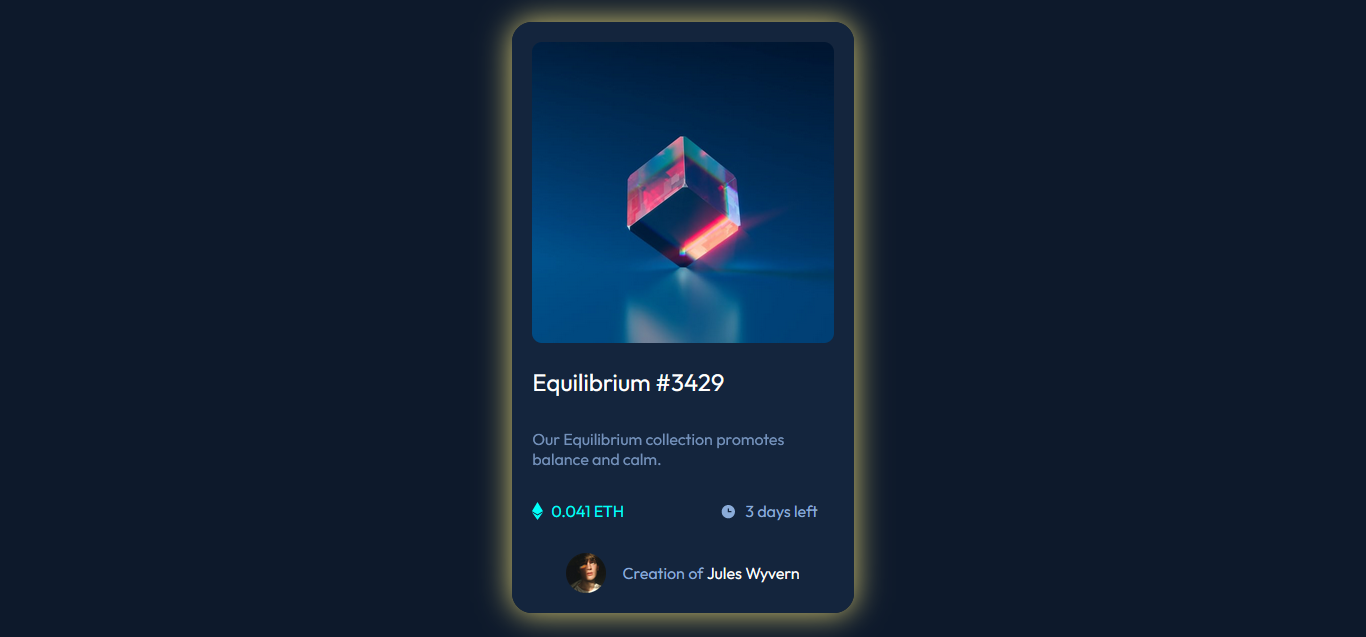 Equilibrium #3429
Our Equilibrium collection promotes
balance and calm.
0.041 ETH
3 days left
Creation of Jules Wyvern